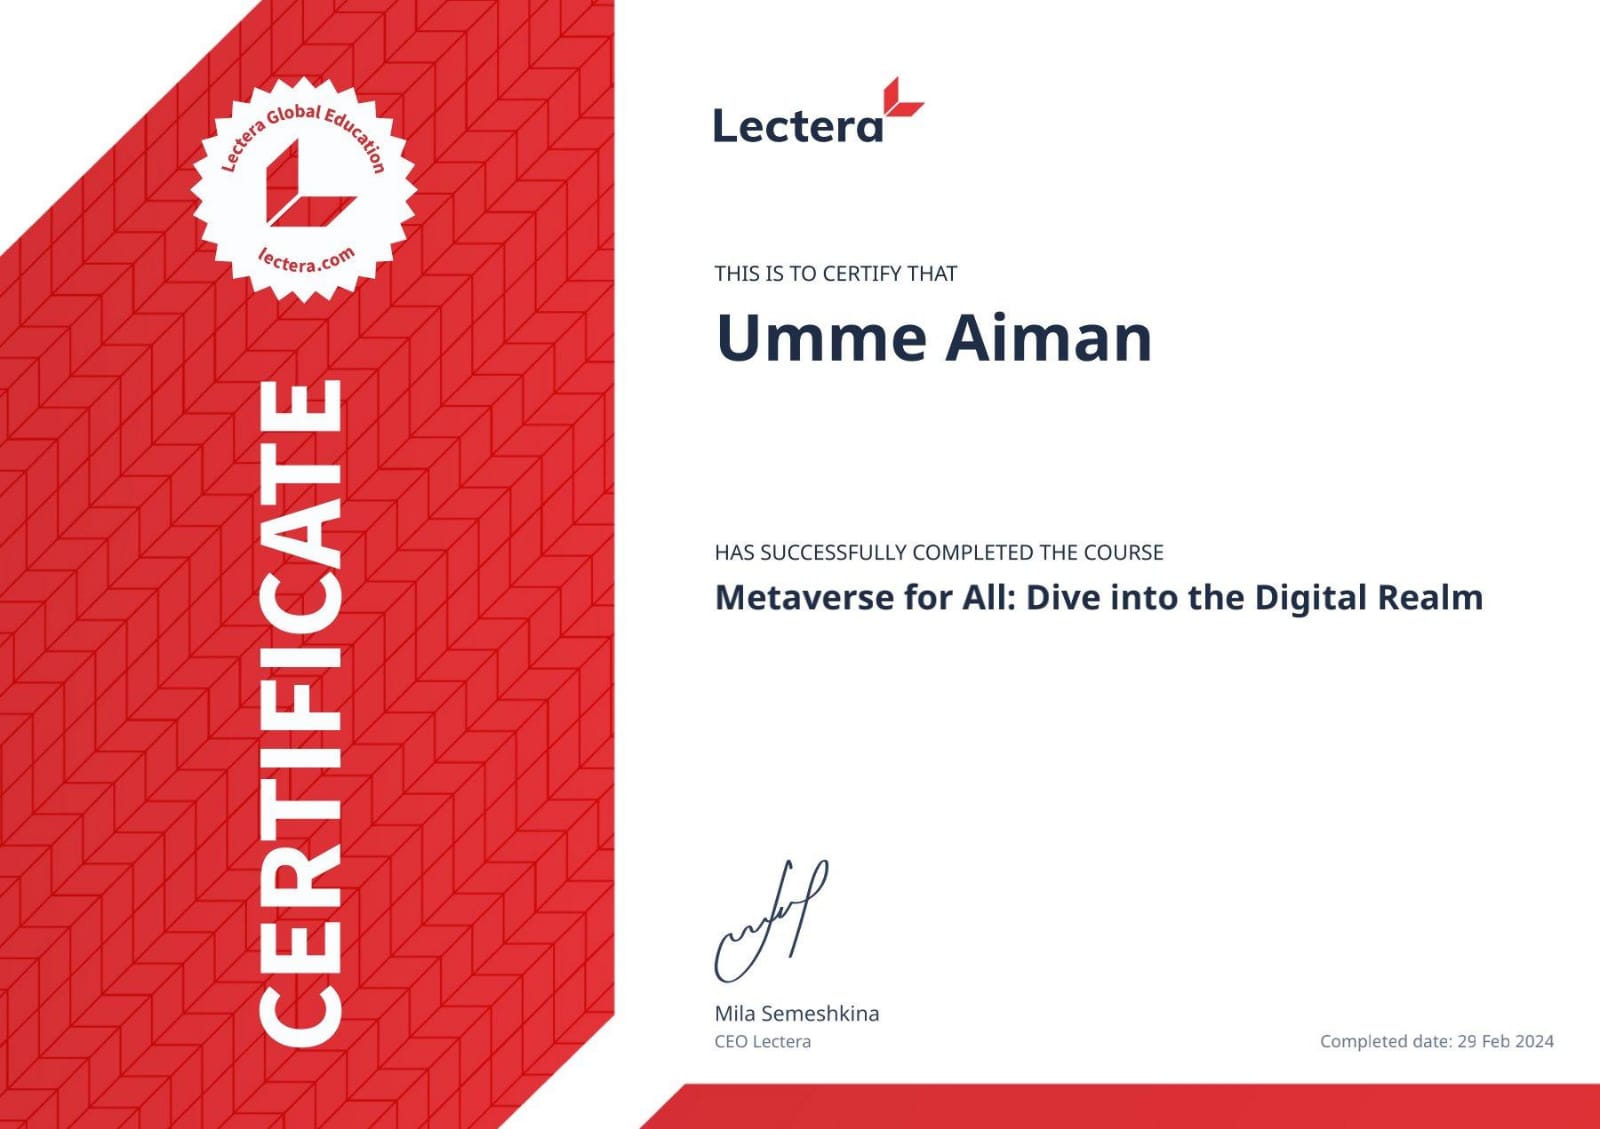 Lectera Global Education
lectera.com
CERTIFICATE
Lectera
THIS IS TO CERTIFY THAT
Umme Aiman
HAS SUCCESSFULLY COMPLETED THE COURSE
Metaverse for All: Dive into the Digital Realm
Mila Semeshkina
CEO Lectera
Completed date: 29 Feb 2024